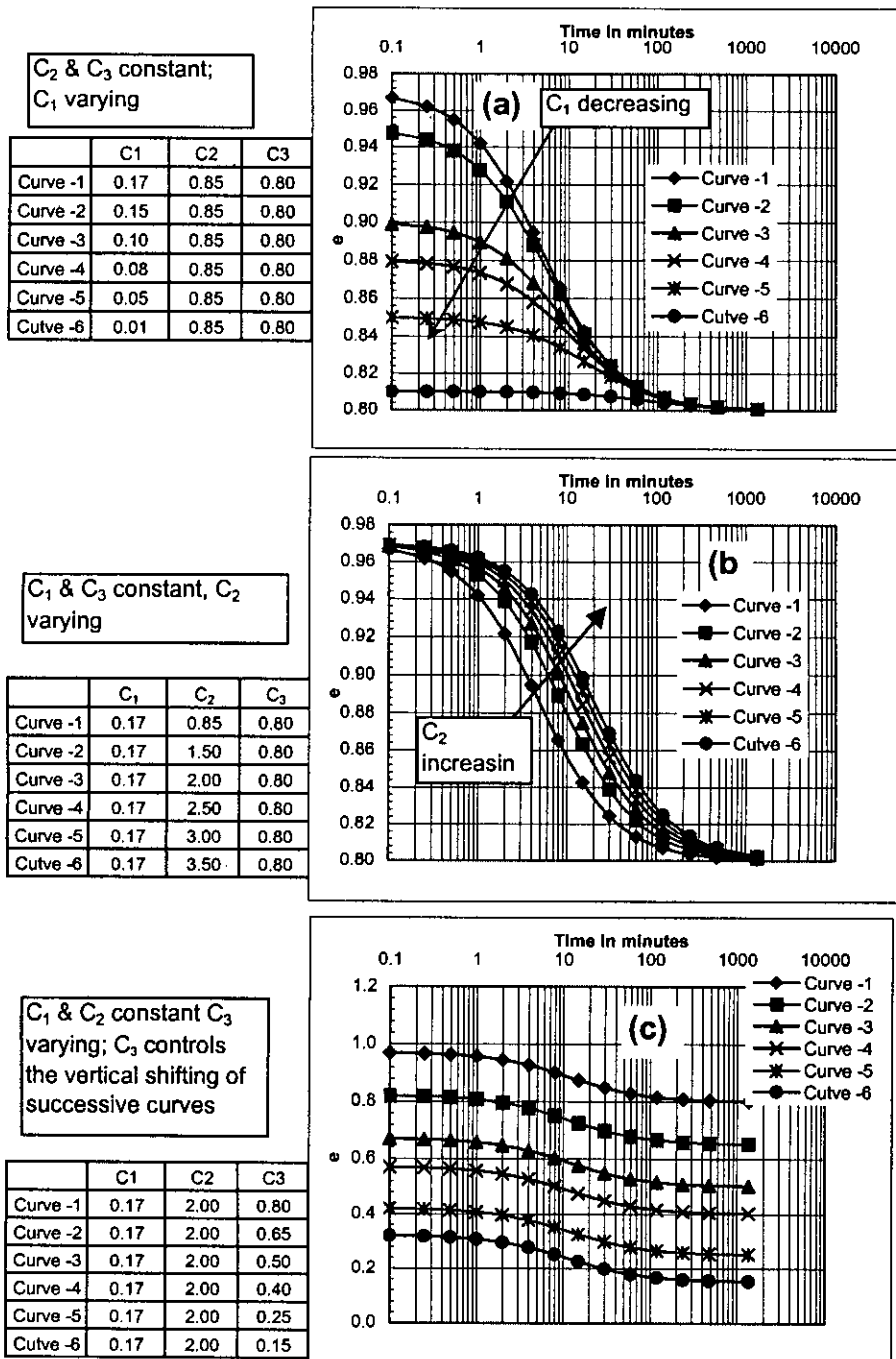 C2 & C3 constant;
C1 varying
C1 C2 C3
Curve -1 0.17 0.85 0.80
Curve -2 0.15 0.85 0.80
Curve -3 0.10 0.85 0.80
Curve -4 0.08 0.85 0.80
Curve -5 0.05 0.85 0.80
Cutve -6 0.01 0.85 0.80
Time in minutes
0.1 1 10 100 1000 10000
0.98
0.96
0.94
0.92
0.90
0.88
0.86
0.84
0.82
0.80
e
(a)
C1 decreasing
Curve -1
Curve -2
Curve -3
Curve -4
Curve -5
Cutve -6
C1 & C3 constant, C2
varying
C1 C2 C3
Curve -1 0.17 0.85 0.80
Curve -2 0.17 1.50 0.80
Curve -3 0.17 2.00 0.80
Curve -4 0.17 2.50 0.80
Curve -5 0.17 3.00 0.80
Cutve -6 0.17 3.50 0.80
Time in minutes
0.1 1 10 100 1000 10000
0.98
0.96
0.94
0.92
0.90
0.88
0.86
0.84
0.82
0.80
e
(b)
C2
increasin
Curve -1
Curve -2
Curve -3
Curve -4
Curve -5
Cutve -6
C1 & C2 constant C3
varying; C3 controls
the vertical shifting of
successive curves
C1 C2 C3
Curve -1 0.17 2.00 0.80
Curve -2 0.17 2.00 0.65
Curve -3 0.17 2.00 0.50
Curve -4 0.17 2.00 0.40
Curve -5 0.17 2.00 0.25
Cutve -6 0.17 2.00 0.15
Time in minutes
0.1 1 10 100 1000 10000
1.2
1.0
0.8
0.6
0.4
0.2
0.0
e
(c)
Curve -1
Curve -2
Curve -3
Curve -4
Curve -5
Cutve -6